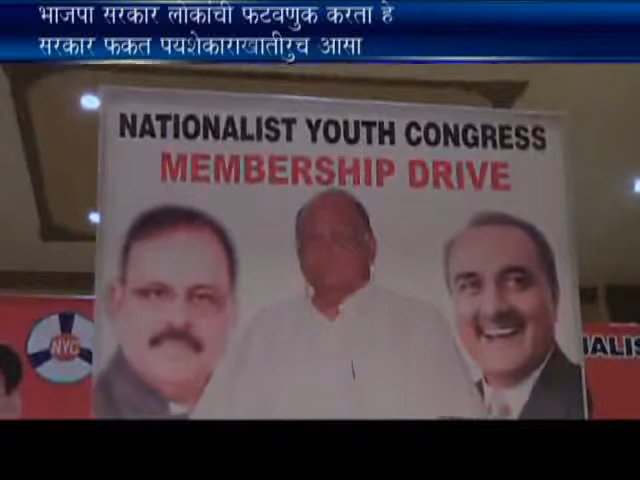 भाजपा सरकार लोकांची फटवणुक करता हे
सरकार फकत पयशेकाराखातीरुच आसा
NATIONALIST YOUTH CONGRESS
MEMBERSHIP DRIVE
NYC